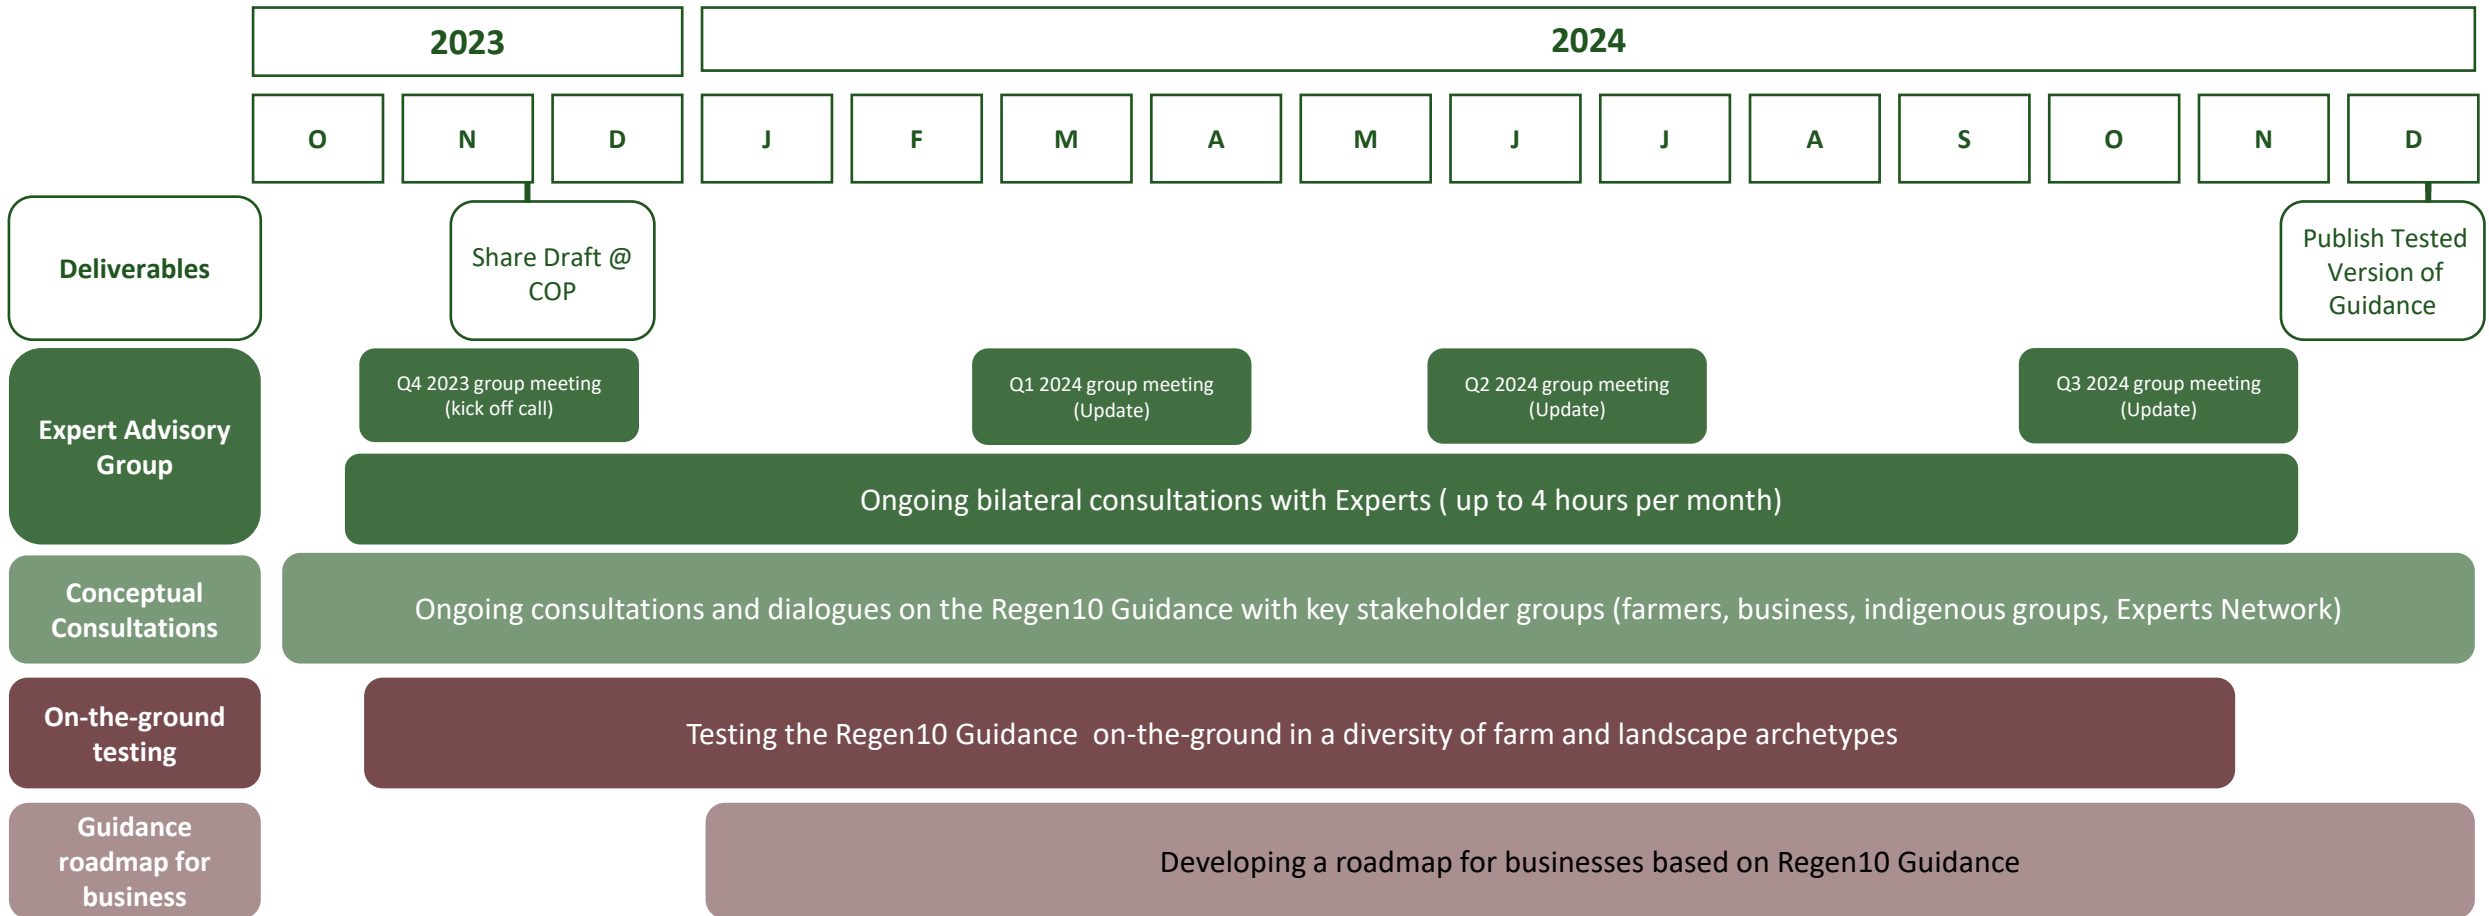 2023
2024
O
N
D
J
F
M
A
M
J
J
A
S
O
N
D
Deliverables
Share Draft @
COP
Publish Tested
Version of
Guidance
Expert Advisory
Group
Q4 2023 group meeting
(kick off call)
Q1 2024 group meeting
(Update)
Q2 2024 group meeting
(Update)
Q3 2024 group meeting
(Update)
Ongoing bilateral consultations with Experts ( up to 4 hours per month)
Conceptual
Consultations
Ongoing consultations and dialogues on the Regen10 Guidance with key stakeholder groups (farmers, business, indigenous groups, Experts Network)
On-the-ground
testing
Testing the Regen10 Guidance  on-the-ground in a diversity of farm and landscape archetypes
Guidance
roadmap for
business
Developing a roadmap for businesses based on Regen10 Guidance